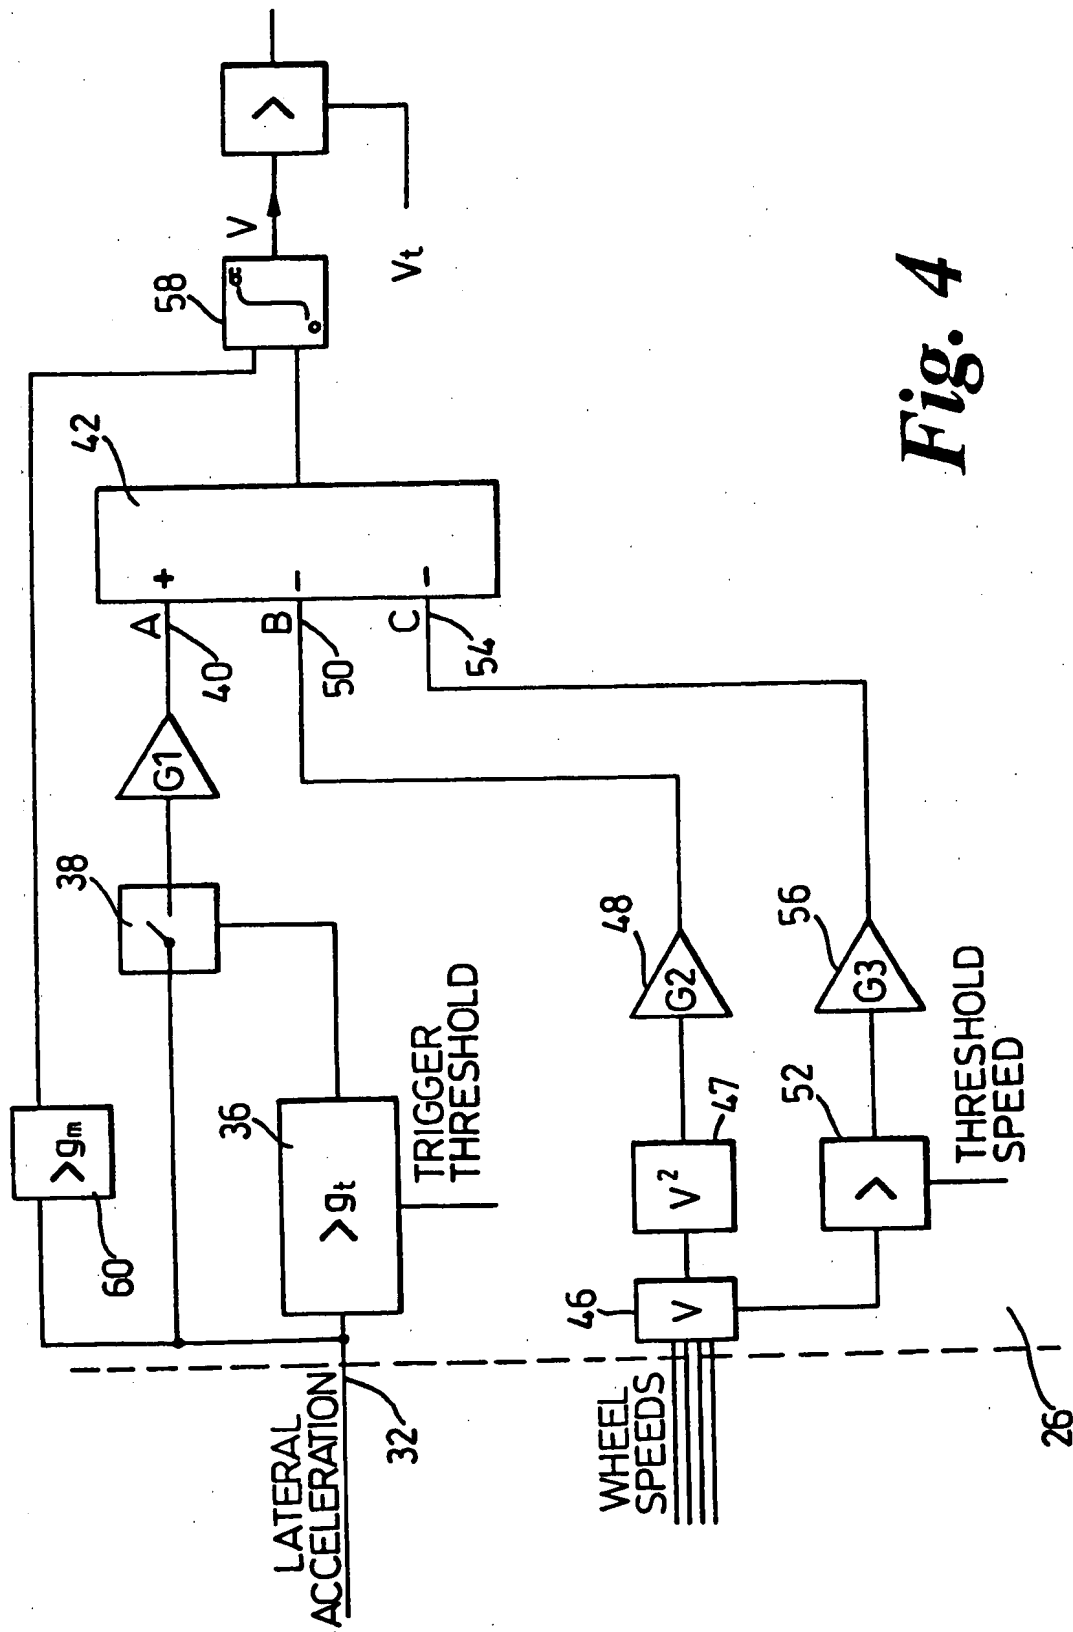 LATERAL
ACCELERATION
32
60
>gm
36
>gt
TRIGGER
THRESHOLD
38
G1
40
A
+
B
−
50
C
−
54
42
58
α
o
V
>
Vt
WHEEL
SPEEDS
46
V
V²
47
G2
48
52
>
THRESHOLD
SPEED
G3
56
26
Fig. 4